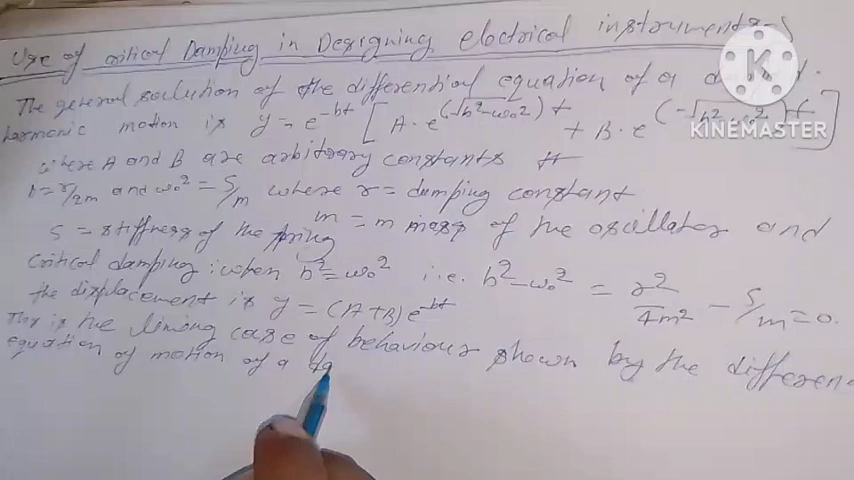 Use of critical Damping in Designing electrical instruments
The general solution of the differential equation of a
harmonic motion is y = e^-bt [A · e^(√b²-ω₀²)t + B · e^(-√b²-ω₀²)t]
where A and B are arbitrary constants
b = r/2m and ω₀² = S/m where r = damping constant
S = stiffness of the spring m = m mass of the oscillator and
critical damping : when b² = ω₀² i.e. b² - ω₀² = r²/4m² - S/m = 0.
the displacement is y = (A+B)e^-bt
This is the liming case of behaviour shown by the differen
equation of motion of a da
KINEMASTER